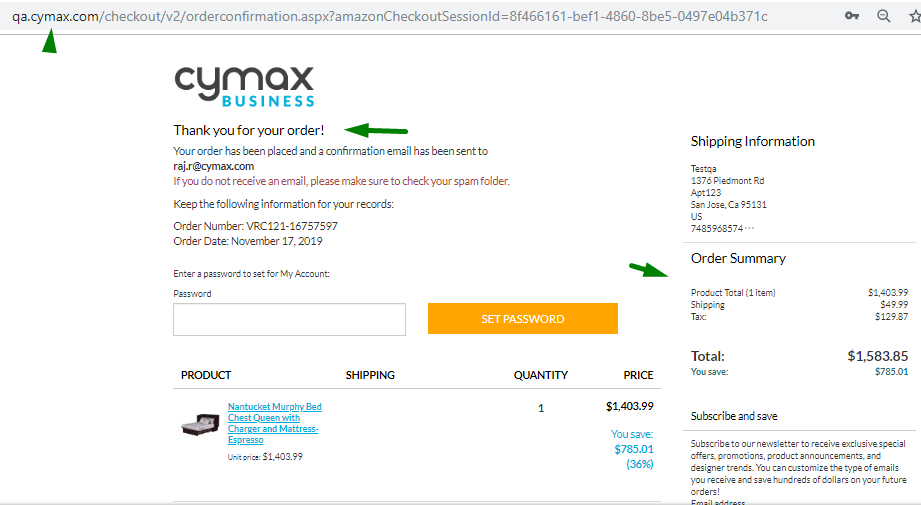 qa.cymax.com/checkout/v2/orderconfirmation.aspx?amazonCheckoutSessionId=8f466161-bef1-4860-8be5-0497e04b371c
cymax
BUSINESS
Thank you for your order!
Your order has been placed and a confirmation email has been sent to
raj.r@cymax.com
If you do not receive an email, please make sure to check your spam folder.
Keep the following information for your records:
Order Number: VRC121-16757597
Order Date: November 17, 2019
Enter a password to set for My Account:
Password
SET PASSWORD
PRODUCT SHIPPING QUANTITY PRICE
Nantucket Murphy Bed
Chest Queen with
Charger and Mattress-
Espresso
Unit price: $1,403.99
1
$1,403.99
You save:
$785.01
(36%)
Shipping Information
Testqa
1376 Piedmont Rd
Apt123
San Jose, Ca 95131
US
7485968574---
Order Summary
Product Total (1 item) $1,403.99
Shipping $49.99
Tax: $129.87
Total: $1,583.85
You save: $785.01
Subscribe and save
Subscribe to our newsletter to receive exclusive special
offers, promotions, product announcements, and
designer trends. You can customize the type of emails
you receive and save hundreds of dollars on your future
orders!
Email address